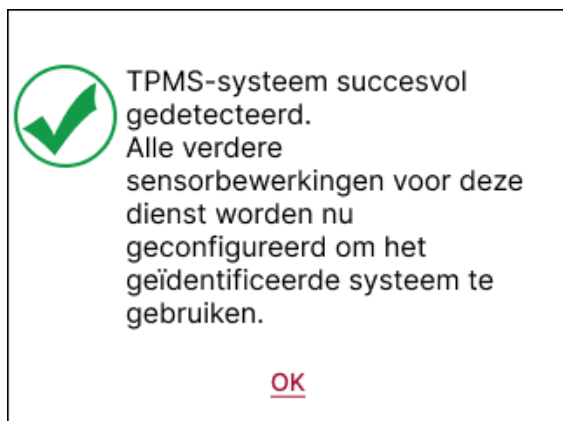 TPMS-systeem succesvol
gedetecteerd.
Alle verdere
sensorbewerkingen voor deze
dienst worden nu
geconfigureerd om het
geïdentificeerde systeem te
gebruiken.
OK